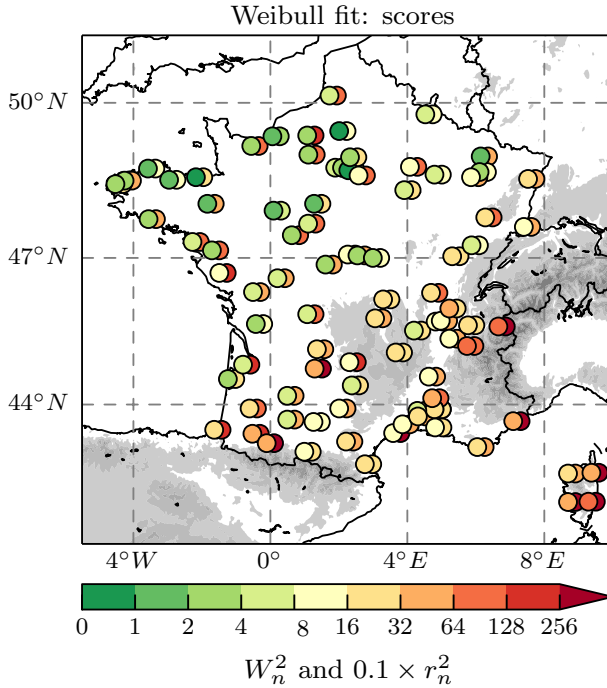 Weibull fit: scores
50°N
47°N
44°N
4°W 0° 4°E 8°E
0 1 2 4 8 16 32 64 128 256
W_n^2 and 0.1 × r_n^2